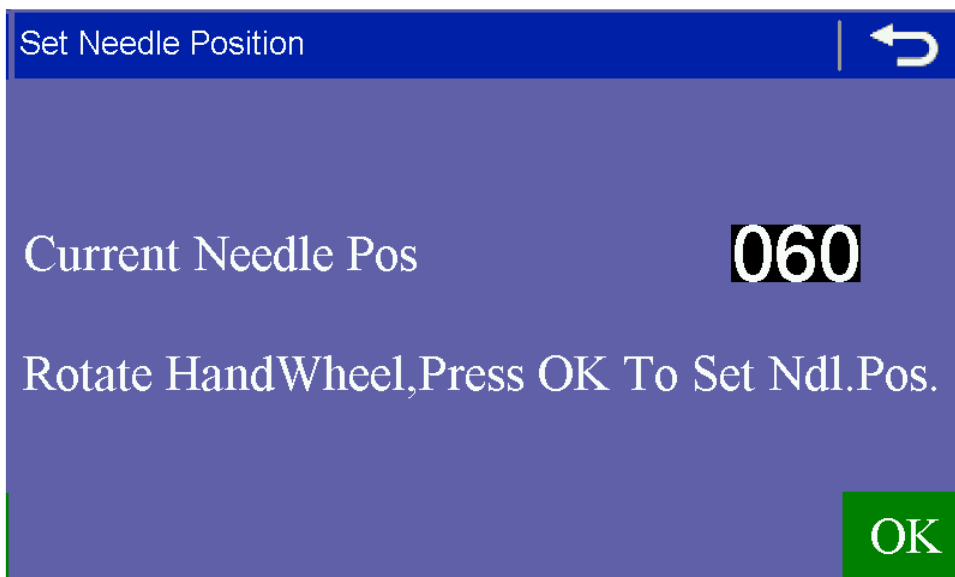 Set Needle Position
Current Needle Pos 060
Rotate HandWheel,Press OK To Set Ndl.Pos.
OK